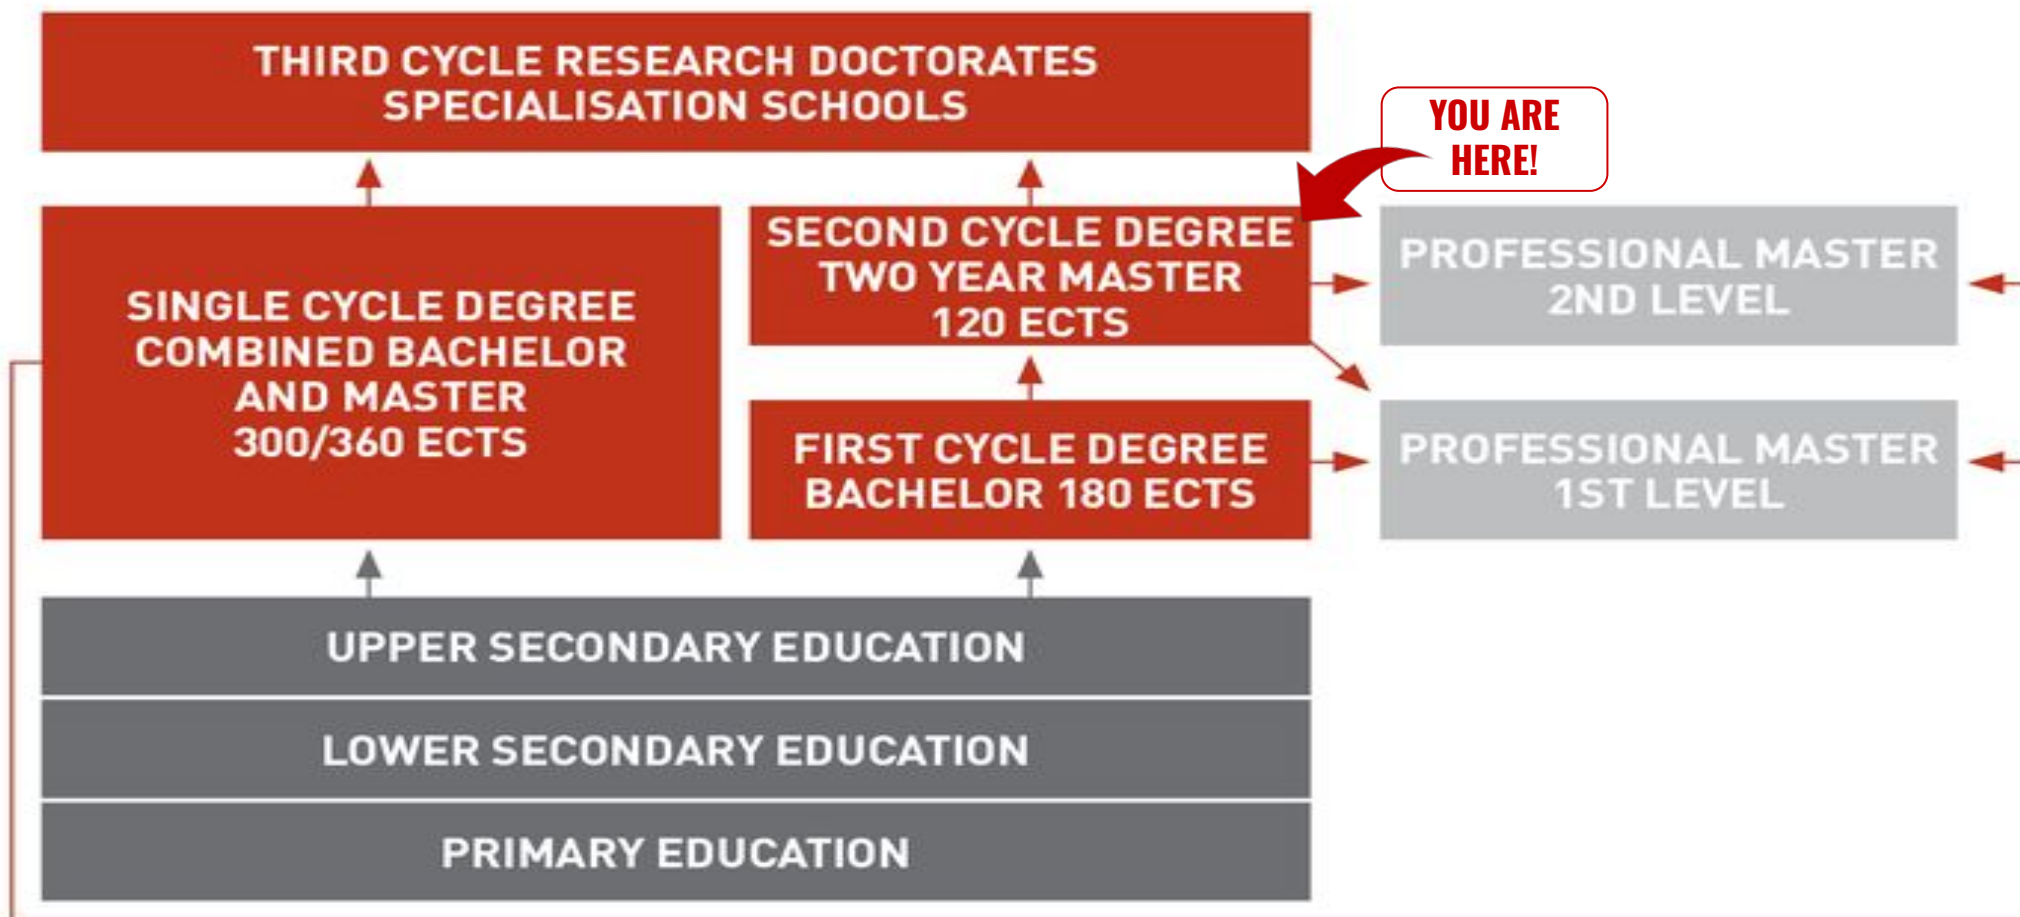 THIRD CYCLE RESEARCH DOCTORATES
SPECIALISATION SCHOOLS
YOU ARE
HERE!
SINGLE CYCLE DEGREE
COMBINED BACHELOR
AND MASTER
300/360 ECTS
SECOND CYCLE DEGREE
TWO YEAR MASTER
120 ECTS
PROFESSIONAL MASTER
2ND LEVEL
FIRST CYCLE DEGREE
BACHELOR 180 ECTS
PROFESSIONAL MASTER
1ST LEVEL
UPPER SECONDARY EDUCATION
LOWER SECONDARY EDUCATION
PRIMARY EDUCATION